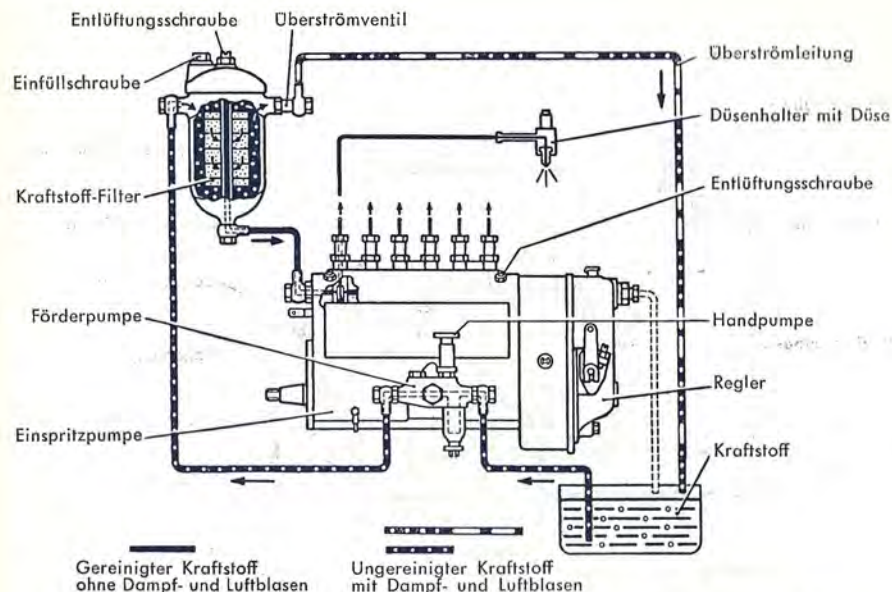 Entlüftungsschraube
Überströmventil
Einfüllschraube
Überströmleitung
Düsenhalter mit Düse
Kraftstoff-Filter
Entlüftungsschraube
Förderpumpe
Handpumpe
Regler
Einspritzpumpe
Kraftstoff
Gereinigter Kraftstoff
ohne Dampf- und Luftblasen
Ungereinigter Kraftstoff
mit Dampf- und Luftblasen